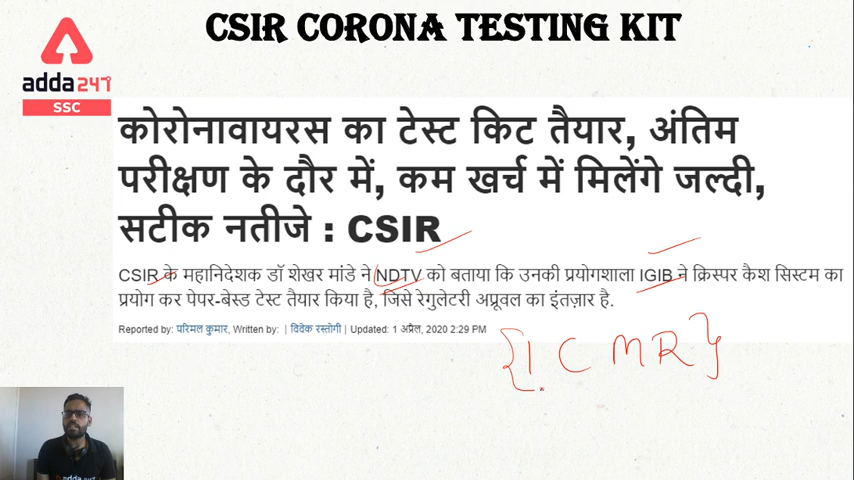 CSIR CORONA TESTING KIT
adda247
SSC
कोरोनावायरस का टेस्ट किट तैयार, अंतिम
परीक्षण के दौर में, कम खर्च में मिलेंगे जल्दी,
सटीक नतीजे : CSIR
CSIR के महानिदेशक डॉ शेखर मांडे ने NDTV को बताया कि उनकी प्रयोगशाला IGIB ने क्रिस्पर कैश सिस्टम का
प्रयोग कर पेपर-बेस्ड टेस्ट तैयार किया है, जिसे रेगुलेटरी अप्रूवल का इंतज़ार है.
Reported by: परिमल कुमार, Written by: | विवेक रस्तोगी | Updated: 1 अप्रैल, 2020 2:29 PM
{ICMR}
adda247